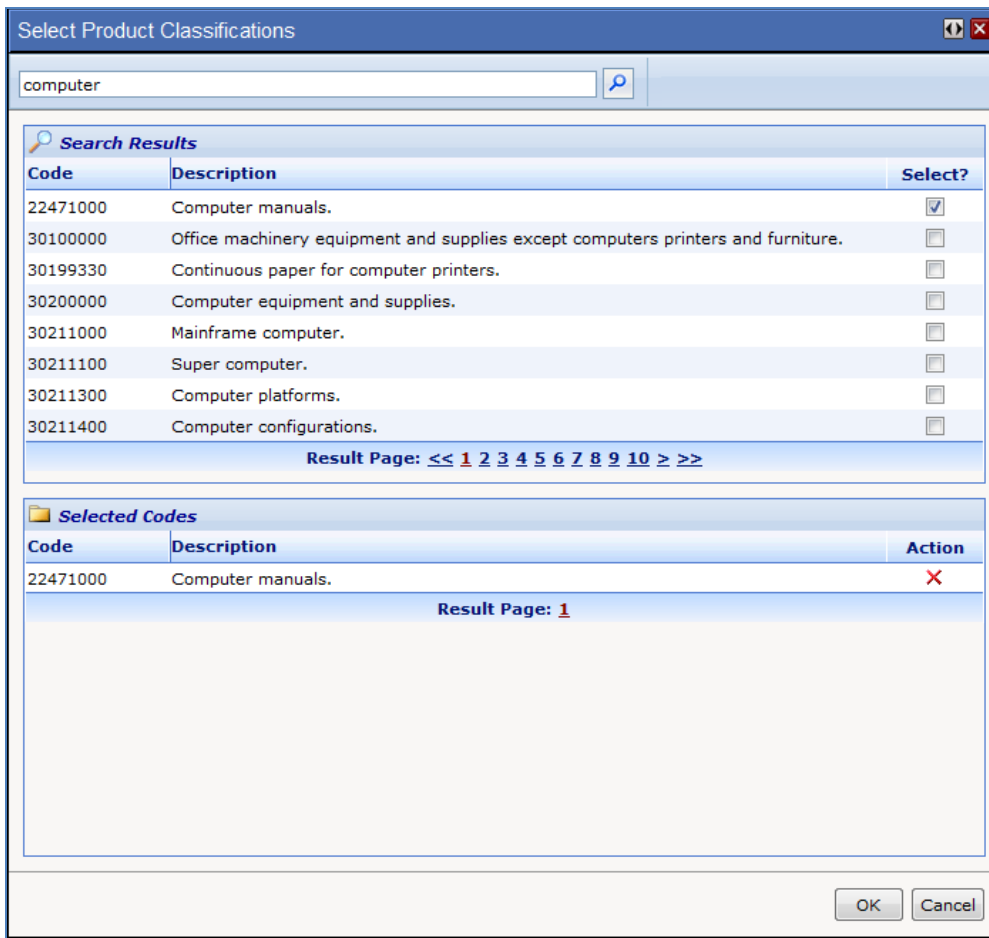 Select Product Classifications
computer
Search Results
Code Description Select?
22471000 Computer manuals.
30100000 Office machinery equipment and supplies except computers printers and furniture.
30199330 Continuous paper for computer printers.
30200000 Computer equipment and supplies.
30211000 Mainframe computer.
30211100 Super computer.
30211300 Computer platforms.
30211400 Computer configurations.
Result Page: << 1 2 3 4 5 6 7 8 9 10 > >>
Selected Codes
Code Description Action
22471000 Computer manuals.
Result Page: 1
OK Cancel